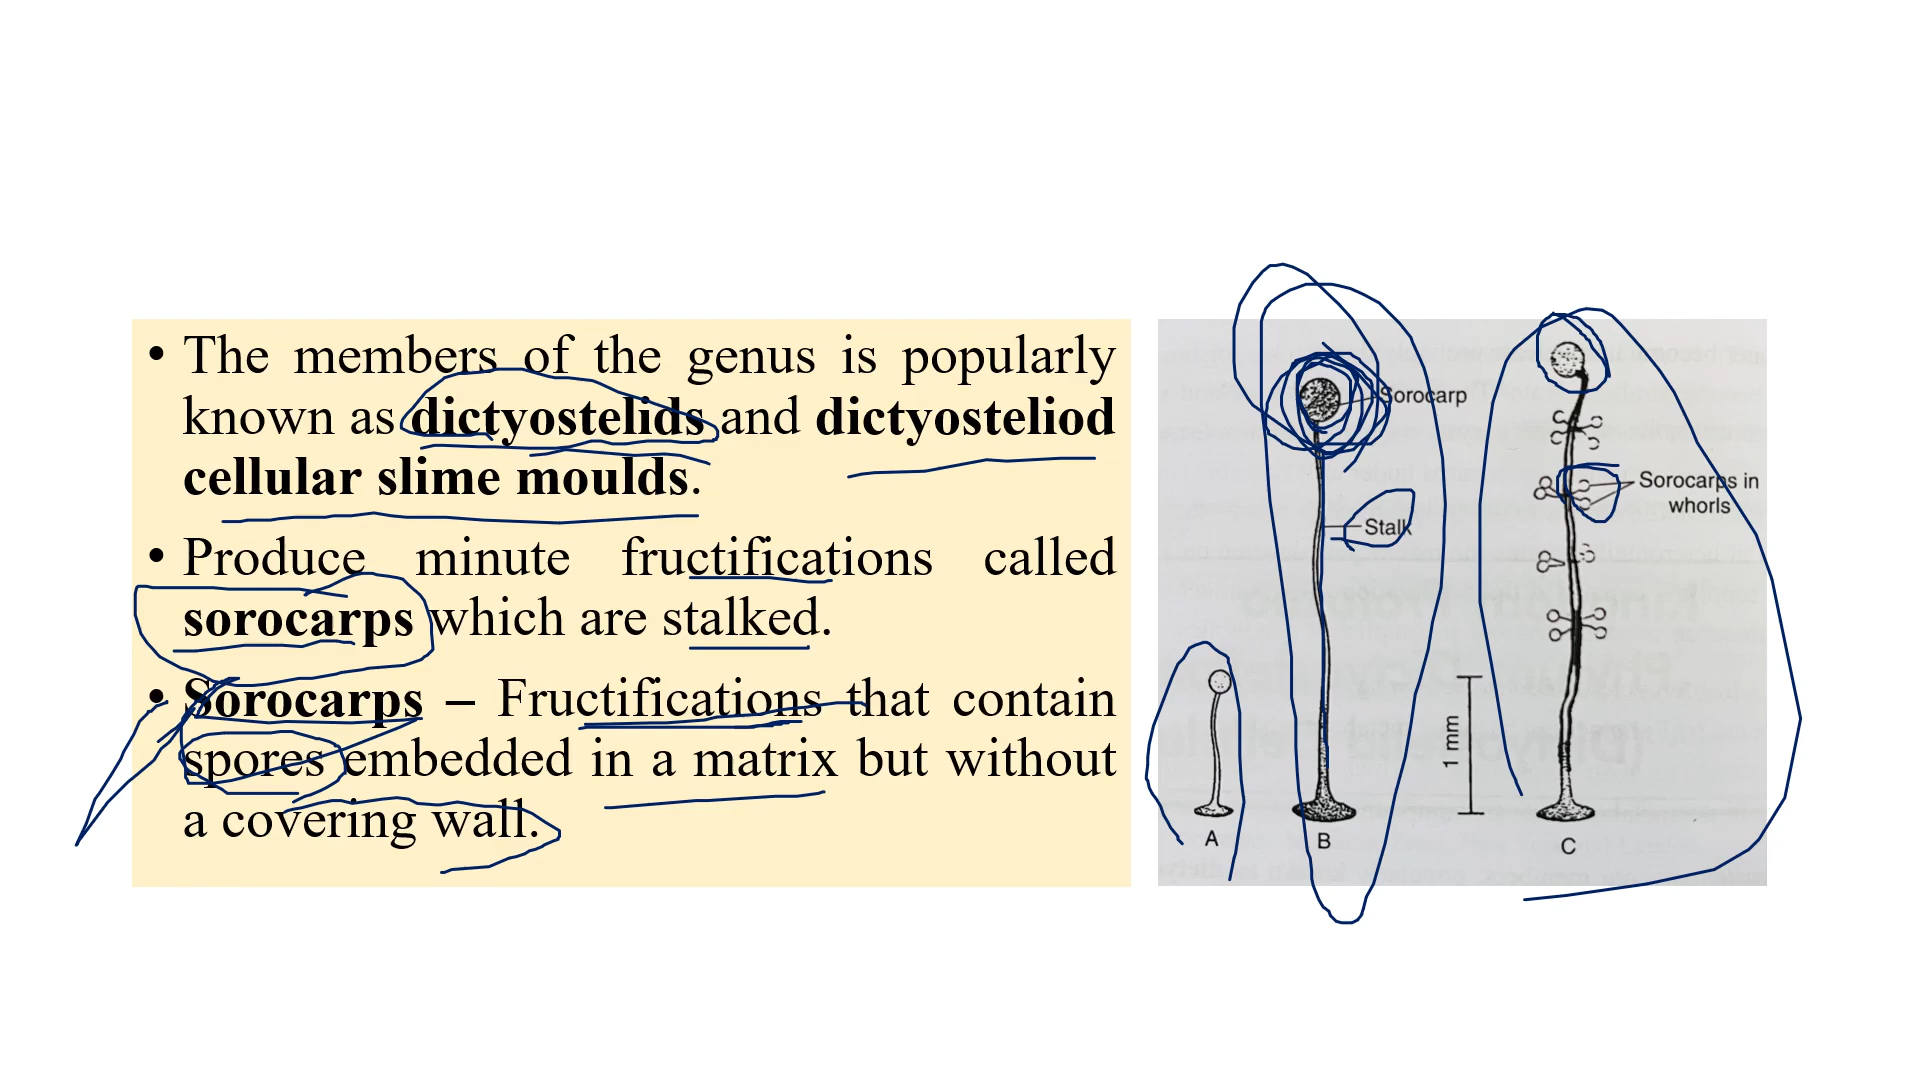 • The members of the genus is popularly
known as dictyostelids and dictyosteliod
cellular slime moulds.
• Produce minute fructifications called
sorocarps which are stalked.
• Sorocarps – Fructifications that contain
spores embedded in a matrix but without
a covering wall.
Sorocarp
Stalk
Sorocarps in
whorls
1 mm
A
B
C